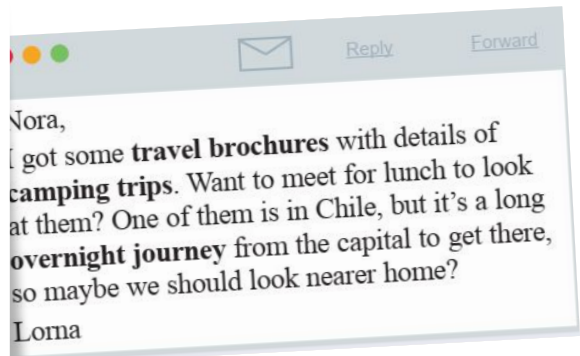 Reply Forward
Nora,
I got some travel brochures with details of
camping trips. Want to meet for lunch to look
at them? One of them is in Chile, but it's a long
overnight journey from the capital to get there,
so maybe we should look nearer home?
Lorna